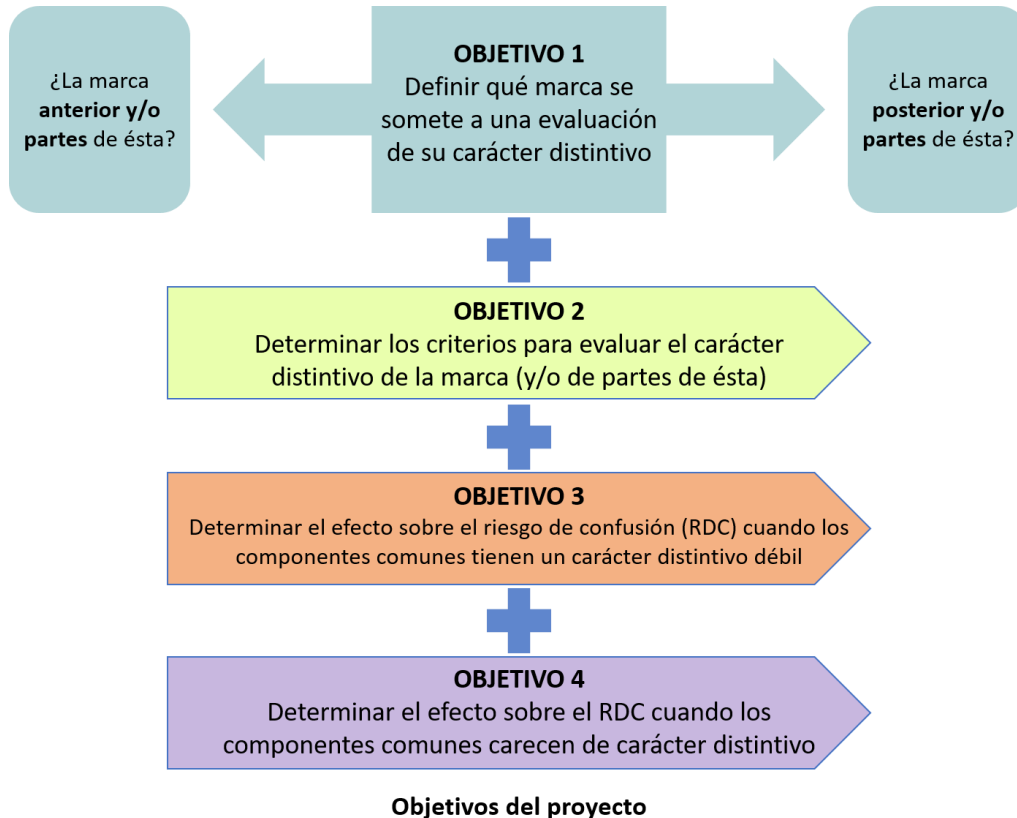 ¿La marca
anterior y/o
partes de ésta?
OBJETIVO 1
Definir qué marca se
somete a una evaluación
de su carácter distintivo
¿La marca
posterior y/o
partes de ésta?
OBJETIVO 2
Determinar los criterios para evaluar el carácter
distintivo de la marca (y/o de partes de ésta)
OBJETIVO 3
Determinar el efecto sobre el riesgo de confusión (RDC) cuando los
componentes comunes tienen un carácter distintivo débil
OBJETIVO 4
Determinar el efecto sobre el RDC cuando los
componentes comunes carecen de carácter distintivo
Objetivos del proyecto